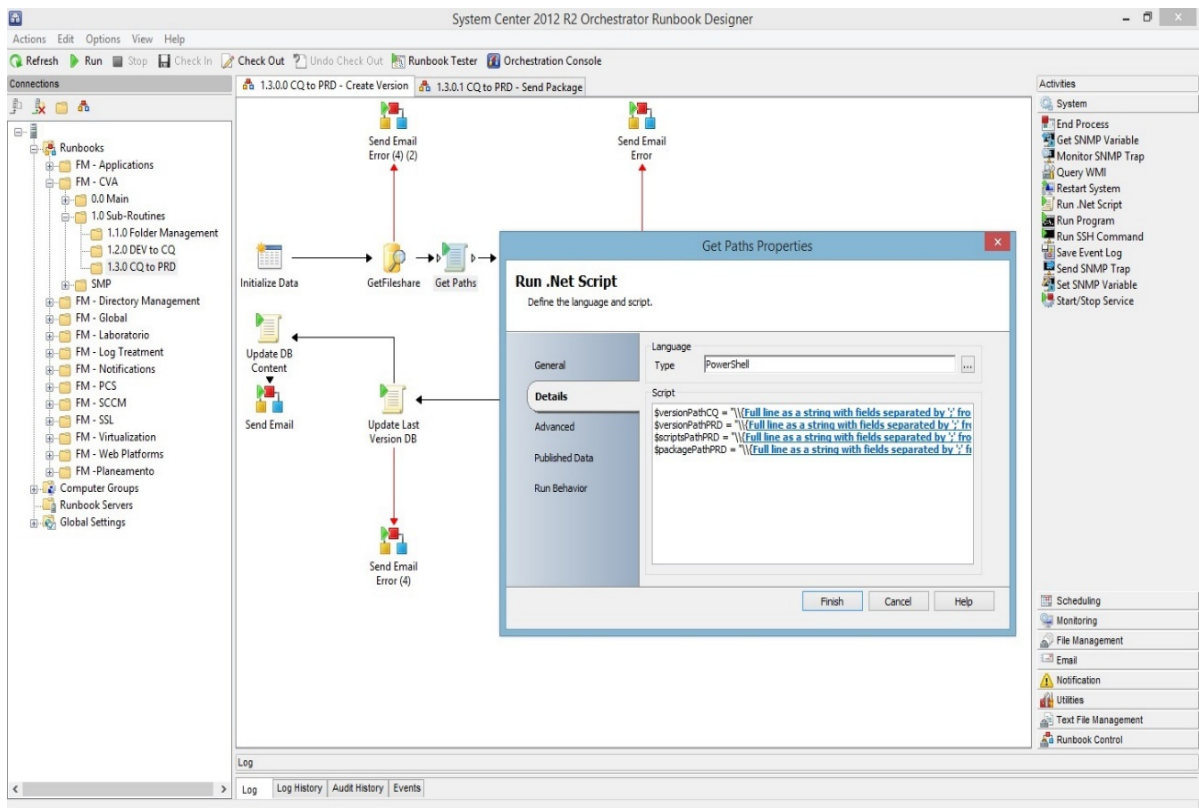 System Center 2012 R2 Orchestrator Runbook Designer
Actions Edit Options View Help
Refresh Run Stop Check In Check Out Undo Check Out Runbook Tester Orchestration Console
Connections
Runbooks
FM - Applications
FM - CVA
0.0 Main
1.0 Sub-Routines
1.1.0 Folder Management
1.2.0 DEV to CQ
1.3.0 CQ to PRD
SMP
FM - Directory Management
FM - Global
FM - Laboratorio
FM - Log Treatment
FM - Notifications
FM - PCS
FM - SCCM
FM - SSL
FM - Virtualization
FM - Web Platforms
FM -Planeamento
Computer Groups
Runbook Servers
Global Settings
1.3.0.0 CQ to PRD - Create Version
1.3.0.1 CQ to PRD - Send Package
Send Email
Error (4) (2)
Send Email
Error
Initialize Data
GetFileshare
Get Paths
Update DB
Content
Send Email
Update Last
Version DB
Send Email
Error (4)
Get Paths Properties
Run .Net Script
Define the language and script.
General
Details
Advanced
Published Data
Run Behavior
Language
Type PowerShell ...
Script
$versionPathCQ = "\\{Full line as a string with fields separated by ';' fro
$versionPathPRD = "\\{Full line as a string with fields separated by ';' fr
$scriptsPathPRD = "\\{Full line as a string with fields separated by ';' fro
$packagePathPRD = "\\{Full line as a string with fields separated by ';' fr
Finish Cancel Help
Activities
System
End Process
Get SNMP Variable
Monitor SNMP Trap
Query WMI
Restart System
Run .Net Script
Run Program
Run SSH Command
Save Event Log
Send SNMP Trap
Set SNMP Variable
Start/Stop Service
Scheduling
Monitoring
File Management
Email
Notification
Utilities
Text File Management
Runbook Control
Log
Log Log History Audit History Events